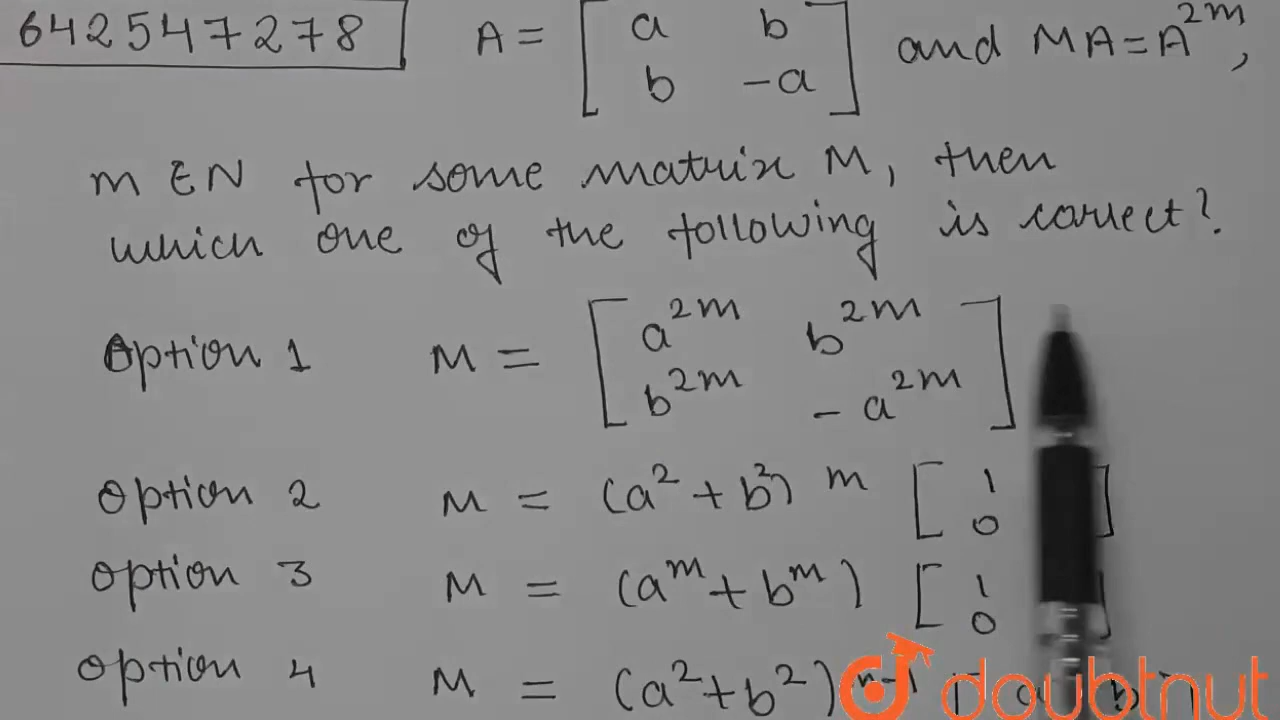 642547278 A = [ a b and MA = A^2m,
b -a ]
m E N for some matrix M, then
which one of the following is correct?
Option 1 M = [ a^2m b^2m
b^2m - a^2m ]
Option 2 M = (a^2 + b^2)^m [ 1
0 ]
Option 3 M = (a^m + b^m) [ 1
0 ]
Option 4 M = (a^2 + b^2) [ a b
doubtnut